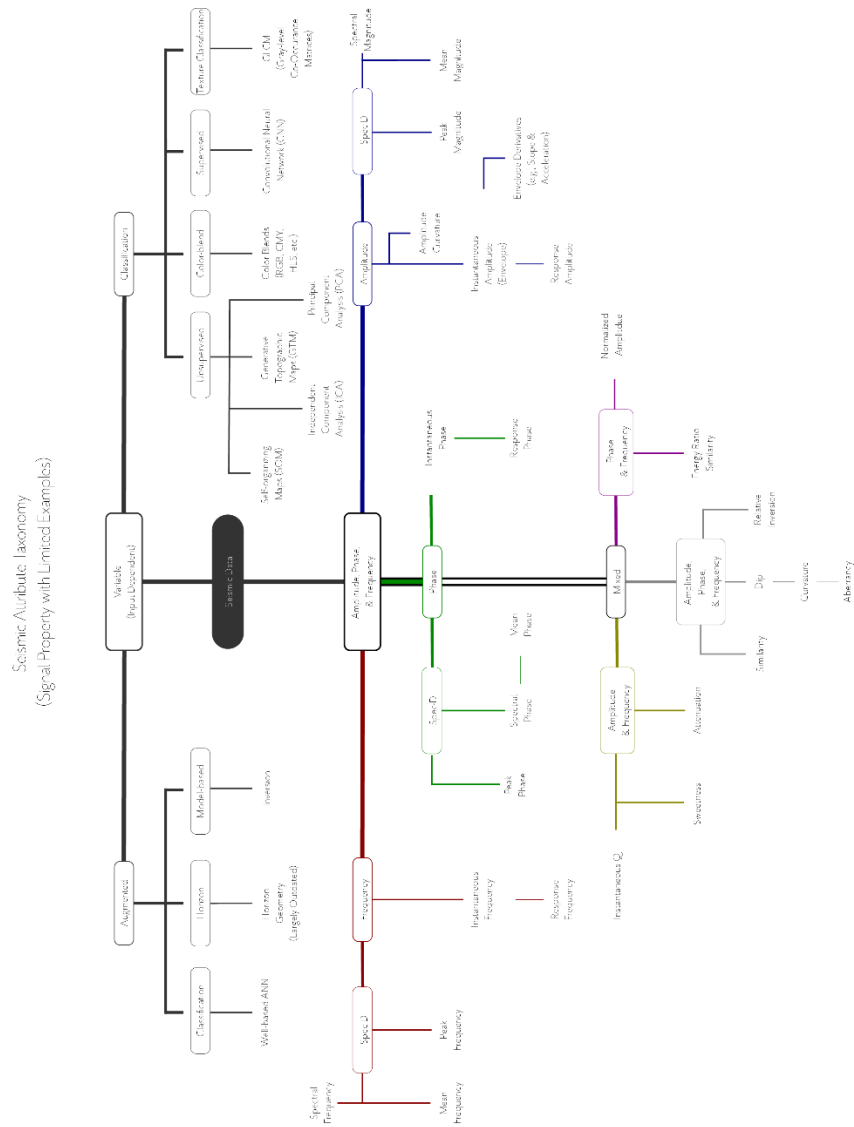 Seismic Attribute Taxonomy
(Signal Property with Limited Examples)
Variable
(Input Dependent)
Augmented
Classification
Classification
Horizon
Model-based
Unsupervised
Color-blend
Supervised
Texture Classification
Well-based ANN
Horizon
Geometry
(Largely Outdated)
Inversion
Self-organizing
Maps (SOM)
Independent
Component
Analysis (ICA)
Generative
Topographic
Maps (GTM)
Principal
Component
Analysis (PCA)
Color Blends
(RGB, CMY,
HLS, etc.)
Convolutional Neural
Network (CNN)
GLCM
(Gray-level
Co-Occurance
Matrices)
Seismic Data
Amplitude, Phase,
& Frequency
Spectral
Frequency
Spec D
Frequency
Amplitude
Spec D
Spectral
Magnitude
Mean
Frequency
Peak
Frequency
Instantaneous
Frequency
Response
Frequency
Phase
SpecD
Instantaneous
Phase
Response
Phase
Peak
Phase
Spectral
Phase
Mean
Phase
Amplitude
Curvature
Instantaneous
Amplitude
(Envelope)
Response
Amplitude
Envelope Derivatives
(e.g., Slope &
Acceleration)
Peak
Magnitude
Mean
Magnitude
Mixed
Instantaneous Q
Amplitude
& Frequency
Phase
& Frequency
Normalized
Amplitdue
Sweetness
Attenuation
Energy Ratio
Similarity
Amplitude,
Phase,
& Frequency
Similarity
Dip
Relative
Inversion
Curvature
Aberrancy